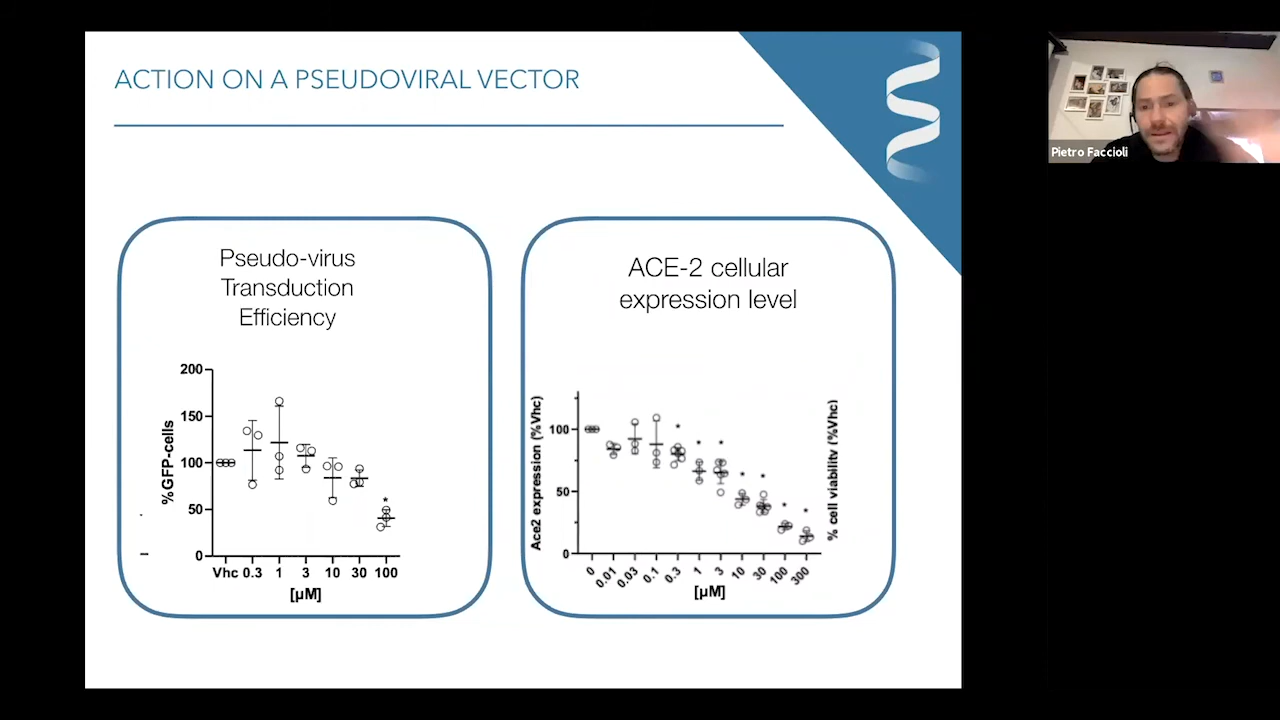 ACTION ON A PSEUDOVIRAL VECTOR
Pietro Faccioli
Pseudo-virus
Transduction
Efficiency
200
150
100
50
0
%GFP-cells
Vhc 0.3 1 3 10 30 100
[µM]
*
ACE-2 cellular
expression level
Ace2 expression (%Vhc)
100
50
0
* * * * * * *
0 0.01 0.03 0.1 0.3 1 3 10 30 100 300
[µM]
% cell viability (%Vhc)